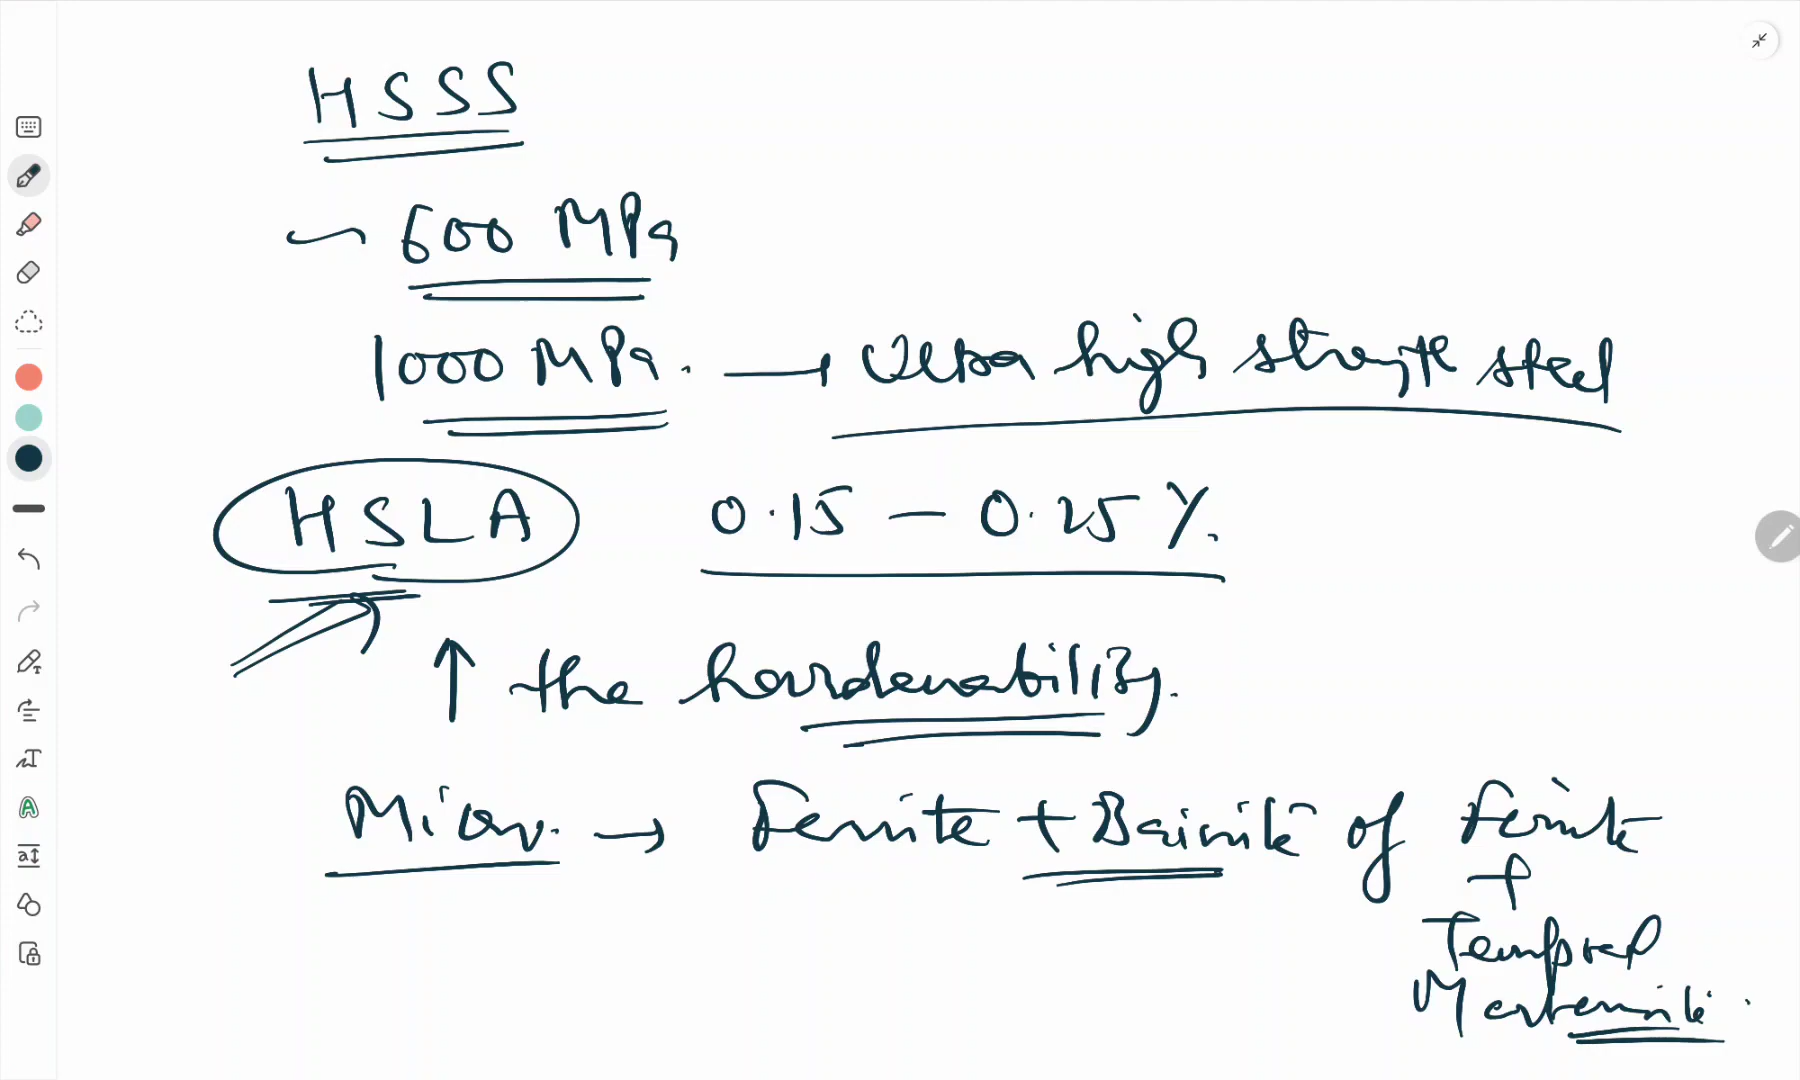 HSSS
~ 600 MPa
1000 MPa. → Ultra high strength steel
HSLA 0.15 - 0.25 %.
↑ the hardenability.
Micro. → Ferrite + Bainite of Ferrite
+
Tempred
Martensite.